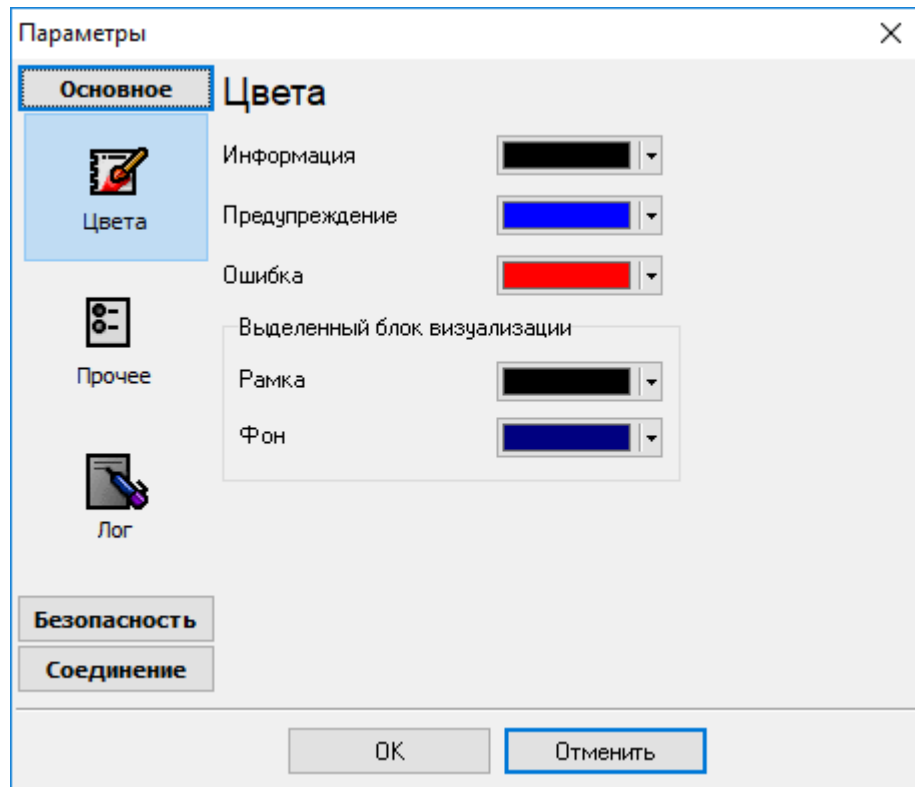 Параметры
Основное
Цвета
Прочее
Лог
Безопасность
Соединение
Цвета
Информация
Предупреждение
Ошибка
Выделенный блок визуализации
Рамка
Фон
OK
Отменить